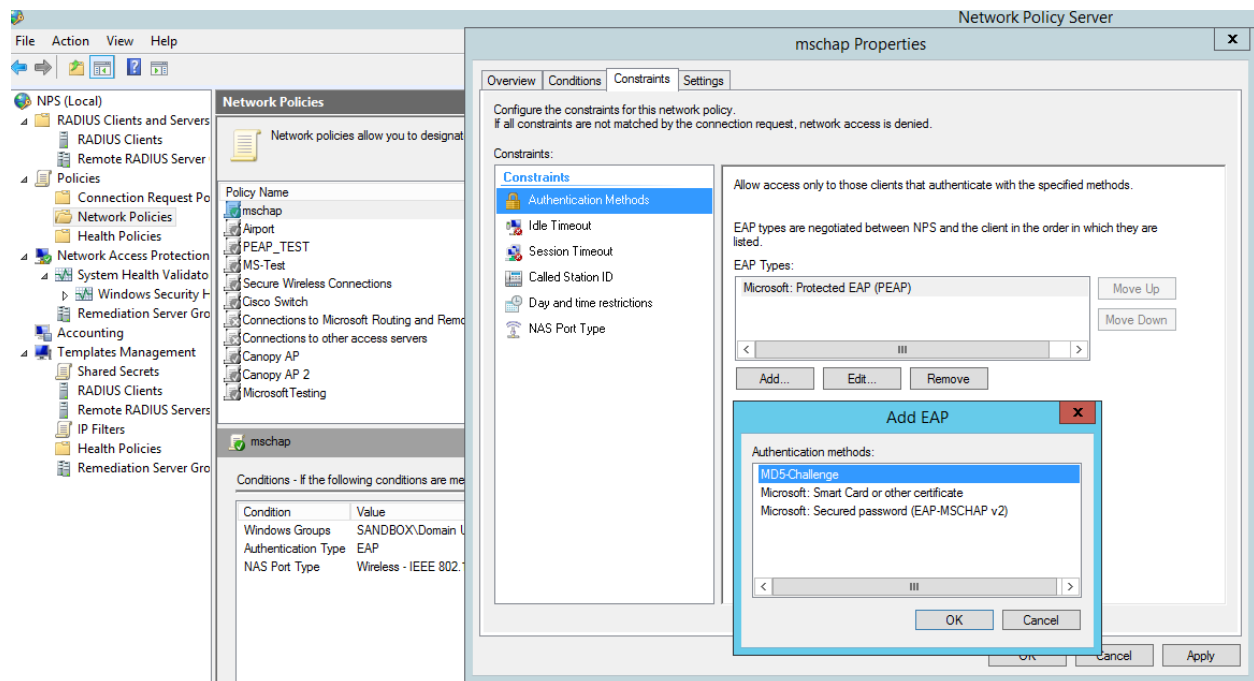 Network Policy Server
File Action View Help
NPS (Local)
RADIUS Clients and Servers
RADIUS Clients
Remote RADIUS Server
Policies
Connection Request Po
Network Policies
Health Policies
Network Access Protection
System Health Validato
Windows Security H
Remediation Server Gro
Accounting
Templates Management
Shared Secrets
RADIUS Clients
Remote RADIUS Servers
IP Filters
Health Policies
Remediation Server Gro
Network Policies
Network policies allow you to designat
Policy Name
mschap
Airport
PEAP_TEST
MS-Test
Secure Wireless Connections
Cisco Switch
Connections to Microsoft Routing and Remo
Connections to other access servers
Canopy AP
Canopy AP 2
MicrosoftTesting
mschap
Conditions - If the following conditions are me
Condition Value
Windows Groups SANDBOX\Domain U
Authentication Type EAP
NAS Port Type Wireless - IEEE 802.1
mschap Properties
x
Overview Conditions Constraints Settings
Configure the constraints for this network policy.
If all constraints are not matched by the connection request, network access is denied.
Constraints:
Constraints
Authentication Methods
Idle Timeout
Session Timeout
Called Station ID
Day and time restrictions
NAS Port Type
Allow access only to those clients that authenticate with the specified methods.
EAP types are negotiated between NPS and the client in the order in which they are
listed.
EAP Types:
Microsoft: Protected EAP (PEAP)
Move Up
Move Down
Add... Edit... Remove
Add EAP
x
Authentication methods:
MD5-Challenge
Microsoft: Smart Card or other certificate
Microsoft: Secured password (EAP-MSCHAP v2)
OK Cancel
OK Cancel Apply